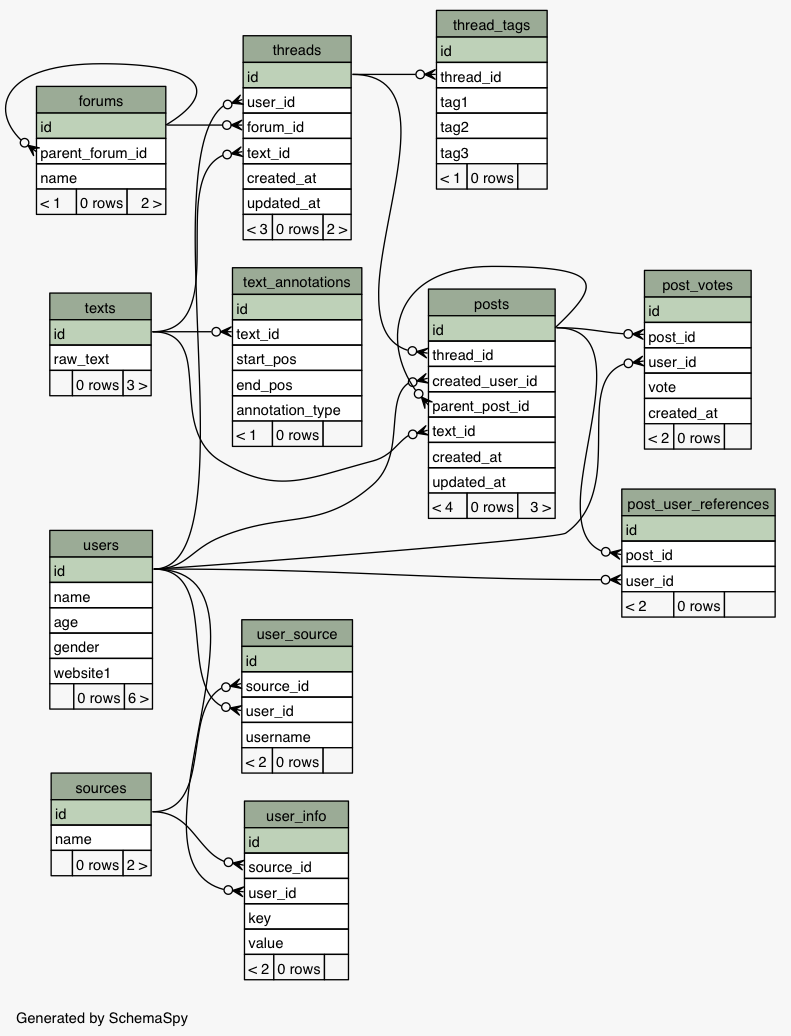 thread_tags
id
thread_id
tag1
tag2
tag3
< 1 0 rows
threads
id
user_id
forum_id
text_id
created_at
updated_at
< 3 0 rows 2 >
forums
id
parent_forum_id
name
< 1 0 rows 2 >
text_annotations
id
text_id
start_pos
end_pos
annotation_type
< 1 0 rows
texts
id
raw_text
0 rows 3 >
posts
id
thread_id
created_user_id
parent_post_id
text_id
created_at
updated_at
< 4 0 rows 3 >
post_votes
id
post_id
user_id
vote
created_at
< 2 0 rows
post_user_references
id
post_id
user_id
< 2 0 rows
users
id
name
age
gender
website1
0 rows 6 >
user_source
id
source_id
user_id
username
< 2 0 rows
sources
id
name
0 rows 2 >
user_info
id
source_id
user_id
key
value
< 2 0 rows
Generated by SchemaSpy